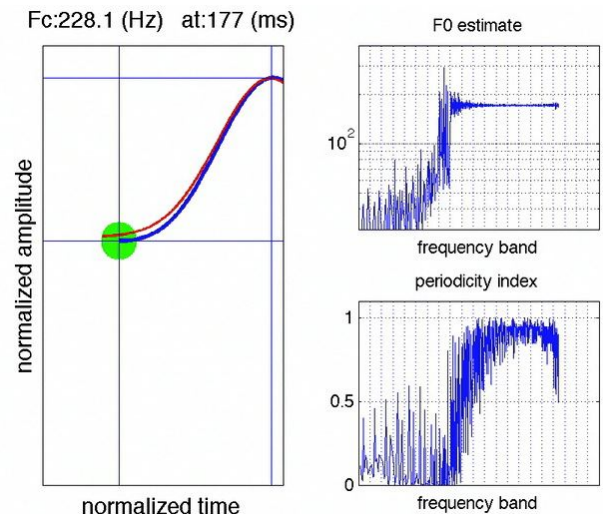 Fc:228.1 (Hz) at:177 (ms)
normalized amplitude
normalized time
F0 estimate
10²
frequency band
periodicity index
1
0.5
0
frequency band